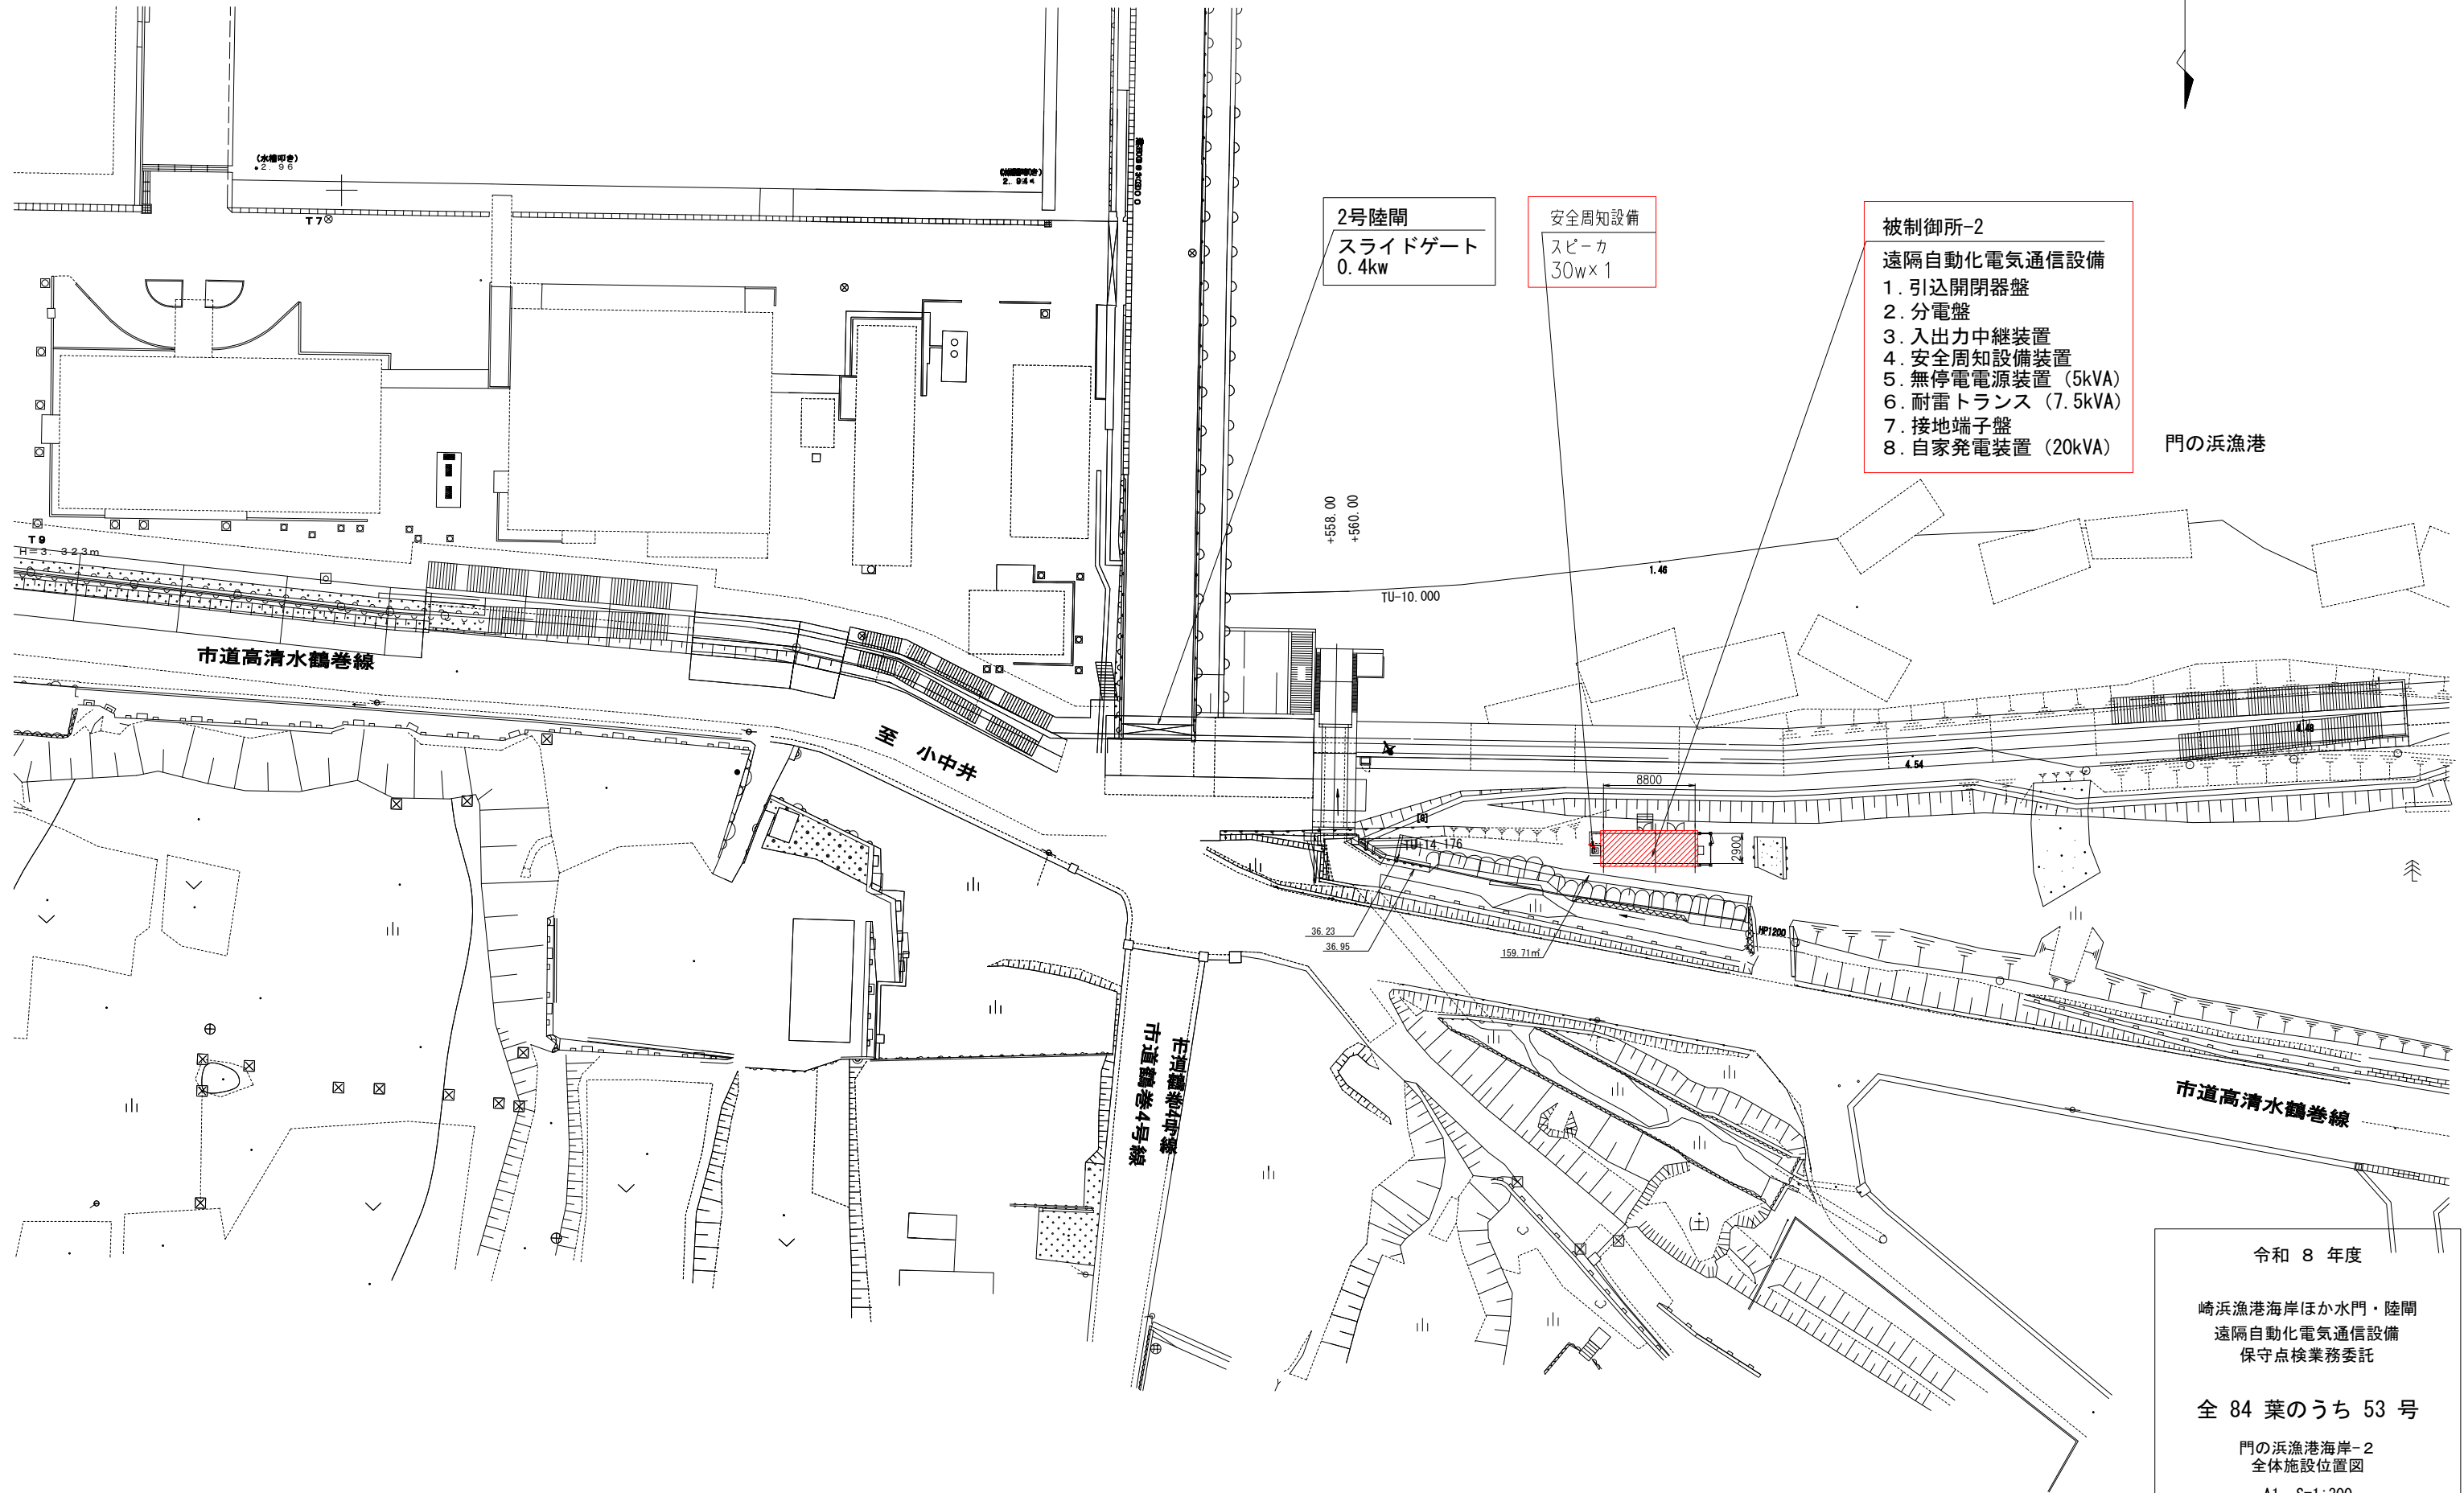 (水槽叩き)
2.96
2.94
T7
2号陸閘
スライドゲート
0.4kw
安全周知設備
スピーカ
30w×1
被制御所-2
遠隔自動化電気通信設備
1.引込開閉器盤
2.分電盤
3.入出力中継装置
4.安全周知設備装置
5.無停電電源装置（5kVA）
6.耐雷トランス（7.5kVA）
7.接地端子盤
8.自家発電装置（20kVA）
門の浜漁港
+558.00
+560.00
T9
H=3.323m
1.46
TU-10.000
市道高清水鶴巻線
至 小中井
4.48
4.54
8800
2900
TU-14.176
36.23
36.95
159.71㎡
HP1200
市道鶴巻4号線
市道鶴巻4号線
市道高清水鶴巻線
(土)
令和 8 年度
崎浜漁港海岸ほか水門・陸閘
遠隔自動化電気通信設備
保守点検業務委託
全 84 葉のうち 53 号
門の浜漁港海岸-2
全体施設位置図
A1 S=1:200